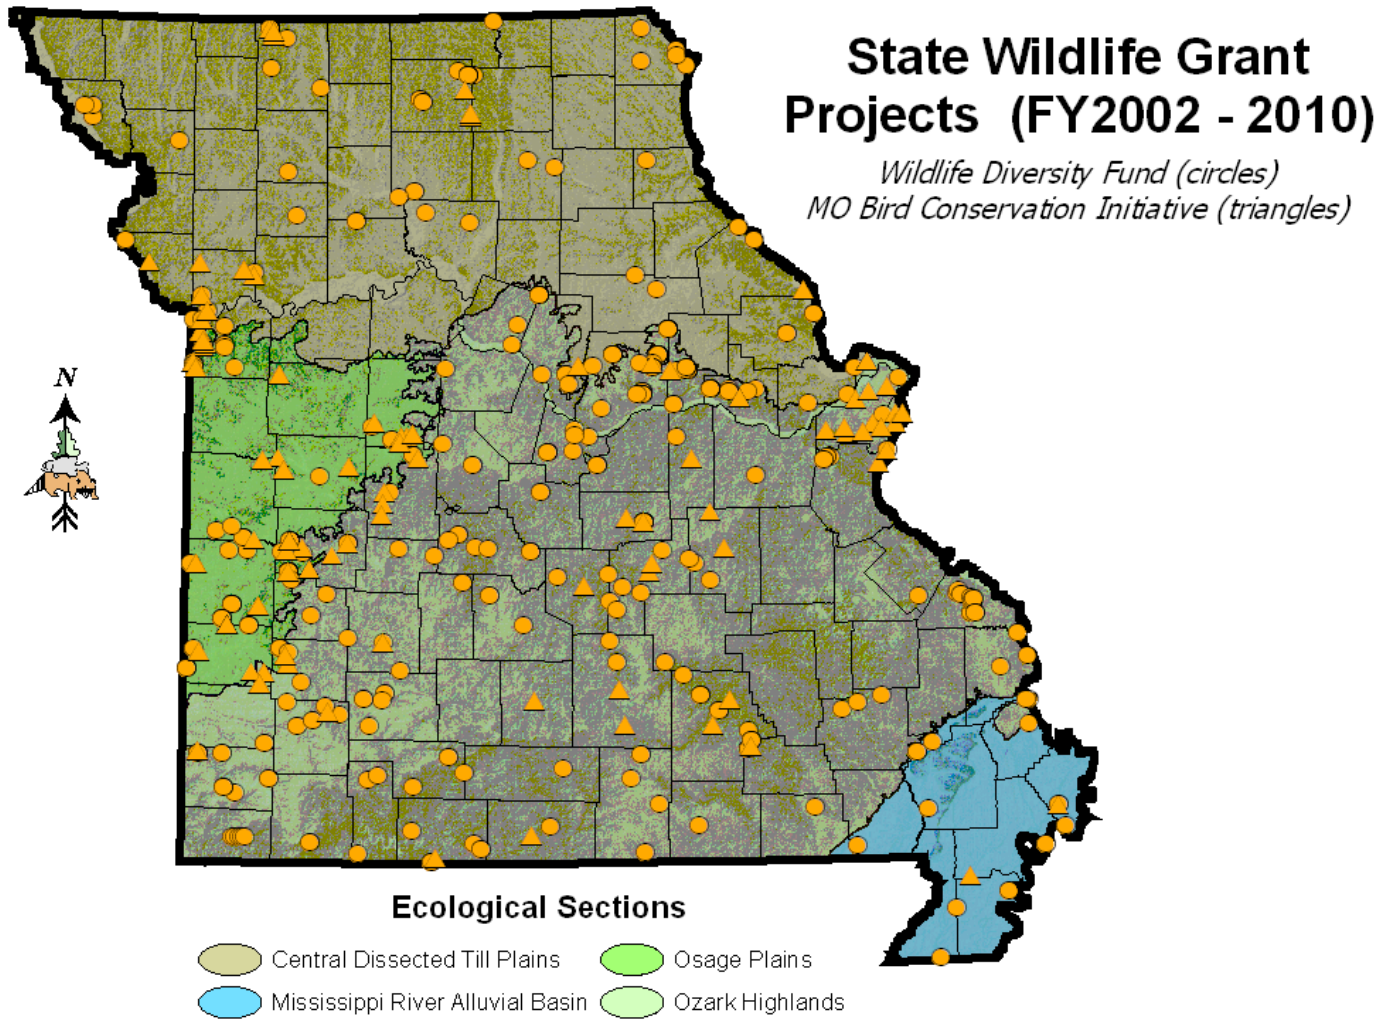 State Wildlife Grant
Projects (FY2002 - 2010)
Wildlife Diversity Fund (circles)
MO Bird Conservation Initiative (triangles)
N
Ecological Sections
Central Dissected Till Plains
Osage Plains
Mississippi River Alluvial Basin
Ozark Highlands